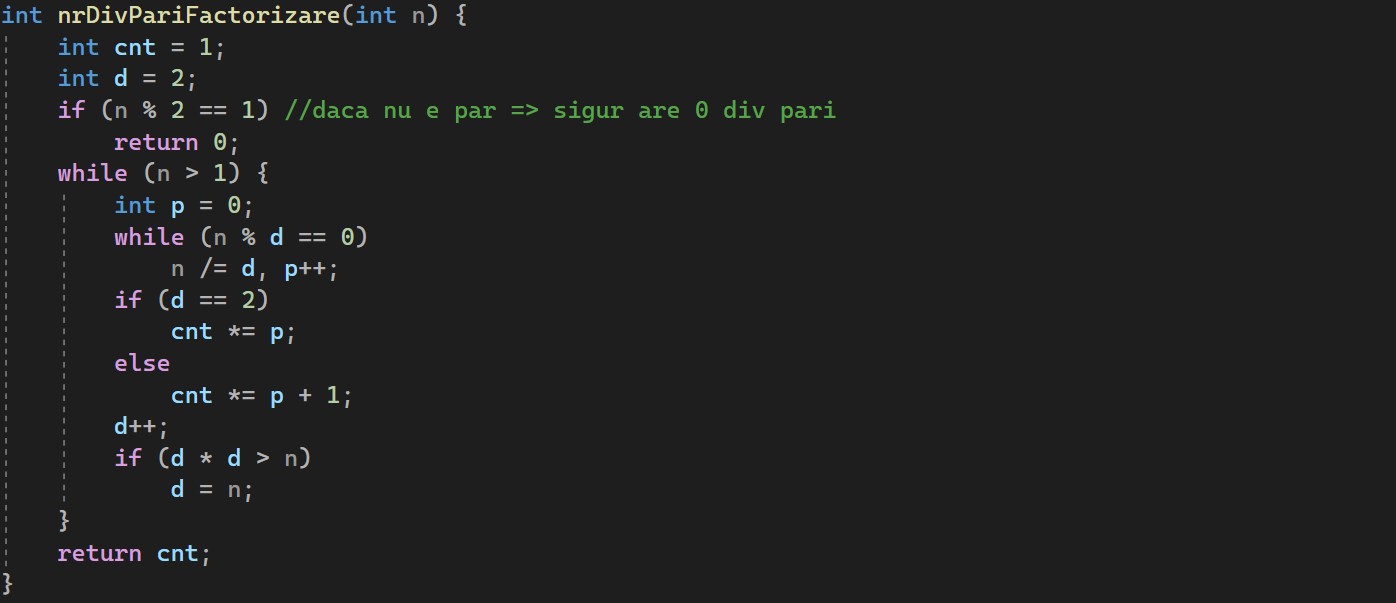 int nrDivPariFactorizare(int n) {
    int cnt = 1;
    int d = 2;
    if (n % 2 == 1) //daca nu e par => sigur are 0 div pari
        return 0;
    while (n > 1) {
        int p = 0;
        while (n % d == 0)
            n /= d, p++;
        if (d == 2)
            cnt *= p;
        else
            cnt *= p + 1;
        d++;
        if (d * d > n)
            d = n;
    }
    return cnt;
}